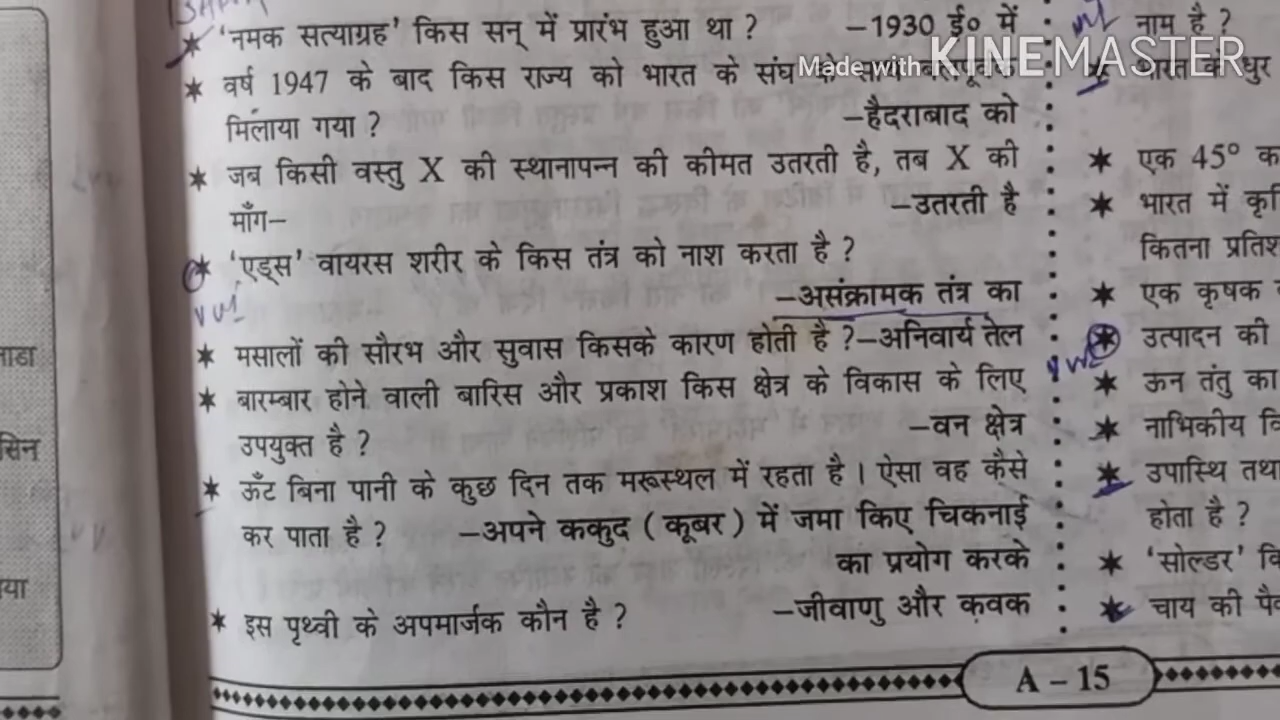 'नमक सत्याग्रह' किस सन् में प्रारंभ हुआ था ? –1930 ई० में
Made with KINEMASTER
वर्ष 1947 के बाद किस राज्य को भारत के संघ
मिलाया गया ? –हैदराबाद को
जब किसी वस्तु X की स्थानापन्न की कीमत उतरती है, तब X की
माँग– –उतरती है
'एड्स' वायरस शरीर के किस तंत्र को नाश करता है ?
–असंक्रामक तंत्र का
मसालों की सौरभ और सुवास किसके कारण होती है ?–अनिवार्य तेल
बारम्बार होने वाली बारिस और प्रकाश किस क्षेत्र के विकास के लिए
उपयुक्त है ? –वन क्षेत्र
ऊँट बिना पानी के कुछ दिन तक मरूस्थल में रहता है । ऐसा वह कैसे
कर पाता है ? –अपने ककुद ( कूबर ) में जमा किए चिकनाई
का प्रयोग करके
इस पृथ्वी के अपमार्जक कौन है ? –जीवाणु और कवक
A – 15
नाम है ?
भारत के धुर
एक 45°
भारत में
कितना
एक कृषक
उत्पादन की
ऊन तंतु का
नाभिकीय
उपास्थि तथा
होता है ?
'सोल्डर'
चाय की